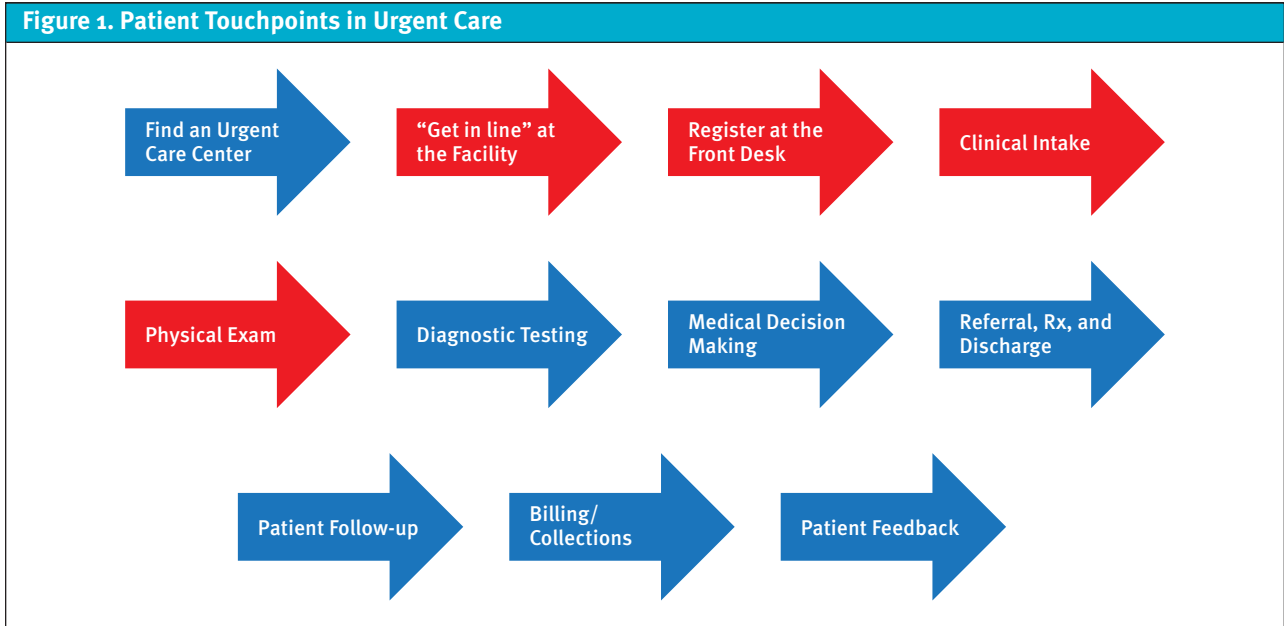 Figure 1. Patient Touchpoints in Urgent Care
Find an Urgent
Care Center
“Get in line” at
the Facility
Register at the
Front Desk
Clinical Intake
Physical Exam
Diagnostic Testing
Medical Decision
Making
Referral, Rx, and
Discharge
Patient Follow-up
Billing/
Collections
Patient Feedback